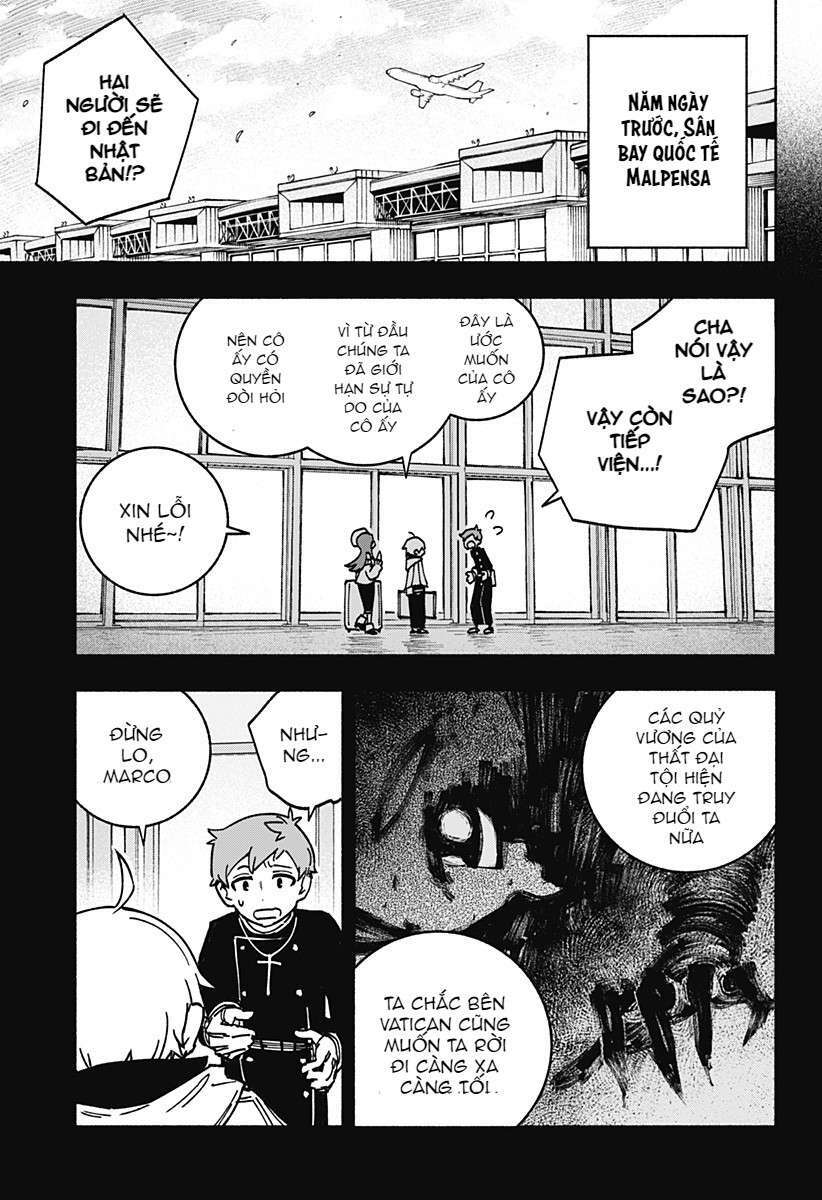 NĂM NGÀY
TRƯỚC, SÂN
BAY QUỐC TẾ
MALPENSA
HAI
NGƯỜI SẼ
ĐI ĐẾN
NHẬT
BẢN!?
CHA
NÓI VẬY
LÀ
SAO?!
VẬY CÒN
TIẾP
VIỆN...!
ĐÂY LÀ
ƯỚC
MUỐN
CỦA CÔ
ẤY
VÌ TỪ ĐẦU
CHÚNG TA
ĐÃ GIỚI
HẠN SỰ TỰ
DO CỦA
CÔ ẤY
NÊN CÔ
ẤY CÓ
QUYỀN
ĐÒI HỎI
XIN LỖI
NHÉ~!
CÁC QUỶ
VƯƠNG CỦA
THẤT ĐẠI
TỘI HIỆN
ĐANG TRUY
ĐUỔI TA
NỮA
TA CHẮC BÊN
VATICAN CŨNG
MUỐN TA RỜI
ĐI CÀNG XA
CÀNG TỐT.
NHƯ-
NG...
ĐỪNG
LO,
MARCO